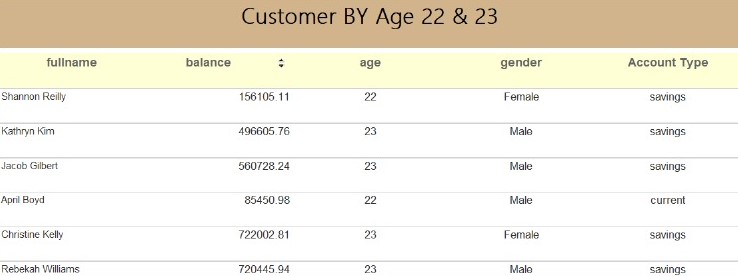 Customer BY Age 22 & 23
fullname balance age gender Account Type
Shannon Reilly 156105.11 22 Female savings
Kathryn Kim 496605.76 23 Male savings
Jacob Gilbert 560728.24 23 Male savings
April Boyd 85450.98 22 Male current
Christine Kelly 722002.81 23 Female savings
Rebekah Williams 720445.94 23 Male savings